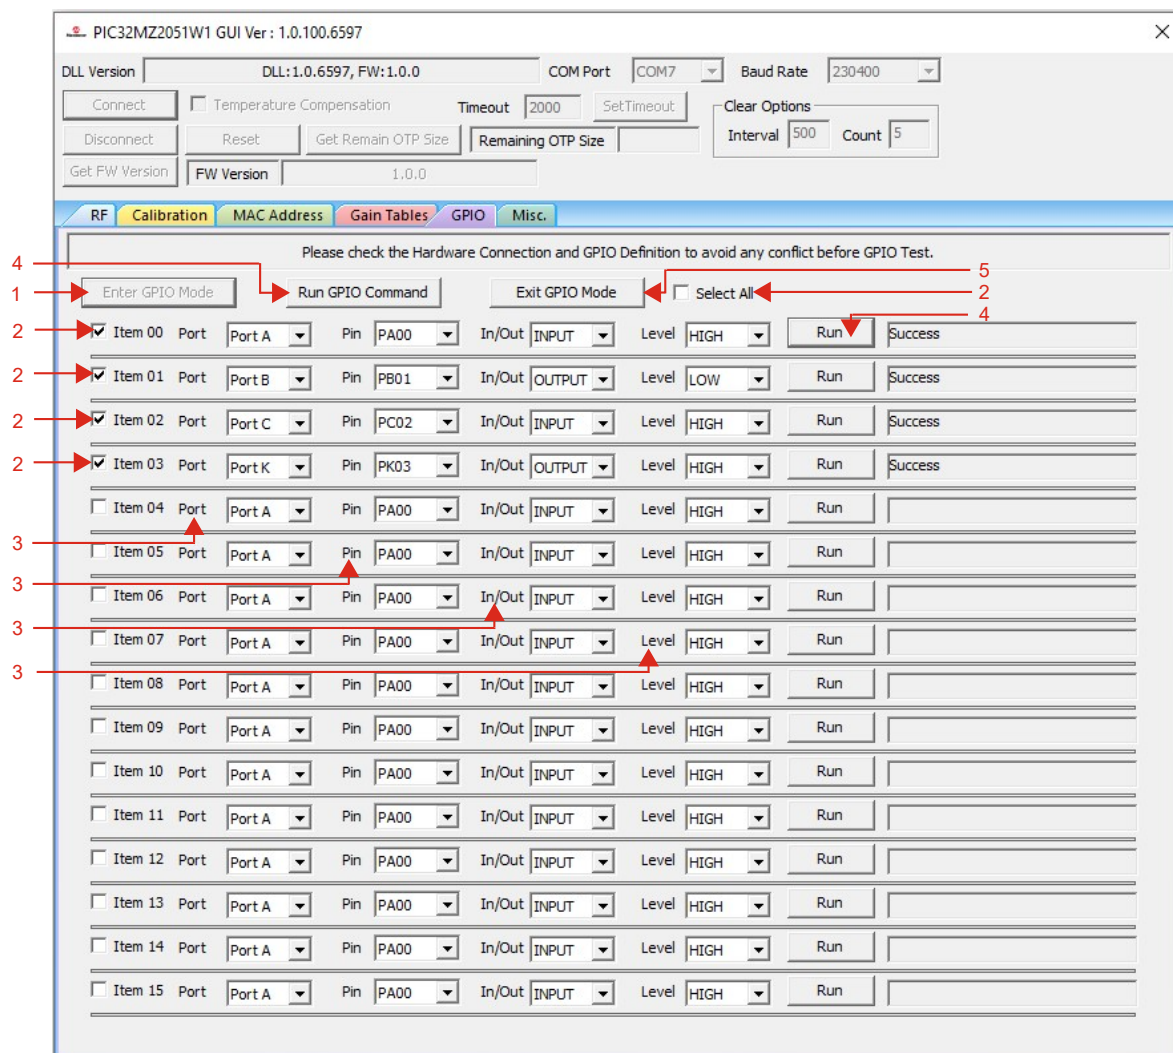 PIC32MZ2051W1 GUI Ver : 1.0.100.6597
DLL Version DLL:1.0.6597, FW:1.0.0 COM Port COM7 Baud Rate 230400
Connect Temperature Compensation Timeout 2000 SetTimeout Clear Options
Disconnect Reset Get Remain OTP Size Remaining OTP Size Interval 500 Count 5
Get FW Version FW Version 1.0.0
RF Calibration MAC Address Gain Tables GPIO Misc.
Please check the Hardware Connection and GPIO Definition to avoid any conflict before GPIO Test.
4 5
1 Enter GPIO Mode Run GPIO Command Exit GPIO Mode Select All 2
4
2 Item 00 Port Port A Pin PA00 In/Out INPUT Level HIGH Run Success
2 Item 01 Port Port B Pin PB01 In/Out OUTPUT Level LOW Run Success
2 Item 02 Port Port C Pin PC02 In/Out INPUT Level HIGH Run Success
2 Item 03 Port Port K Pin PK03 In/Out OUTPUT Level HIGH Run Success
Item 04 Port Port A Pin PA00 In/Out INPUT Level HIGH Run
3 Item 05 Port Port A Pin PA00 In/Out INPUT Level HIGH Run
3 Item 06 Port Port A Pin PA00 In/Out INPUT Level HIGH Run
3 Item 07 Port Port A Pin PA00 In/Out INPUT Level HIGH Run
3 Item 08 Port Port A Pin PA00 In/Out INPUT Level HIGH Run
Item 09 Port Port A Pin PA00 In/Out INPUT Level HIGH Run
Item 10 Port Port A Pin PA00 In/Out INPUT Level HIGH Run
Item 11 Port Port A Pin PA00 In/Out INPUT Level HIGH Run
Item 12 Port Port A Pin PA00 In/Out INPUT Level HIGH Run
Item 13 Port Port A Pin PA00 In/Out INPUT Level HIGH Run
Item 14 Port Port A Pin PA00 In/Out INPUT Level HIGH Run
Item 15 Port Port A Pin PA00 In/Out INPUT Level HIGH Run